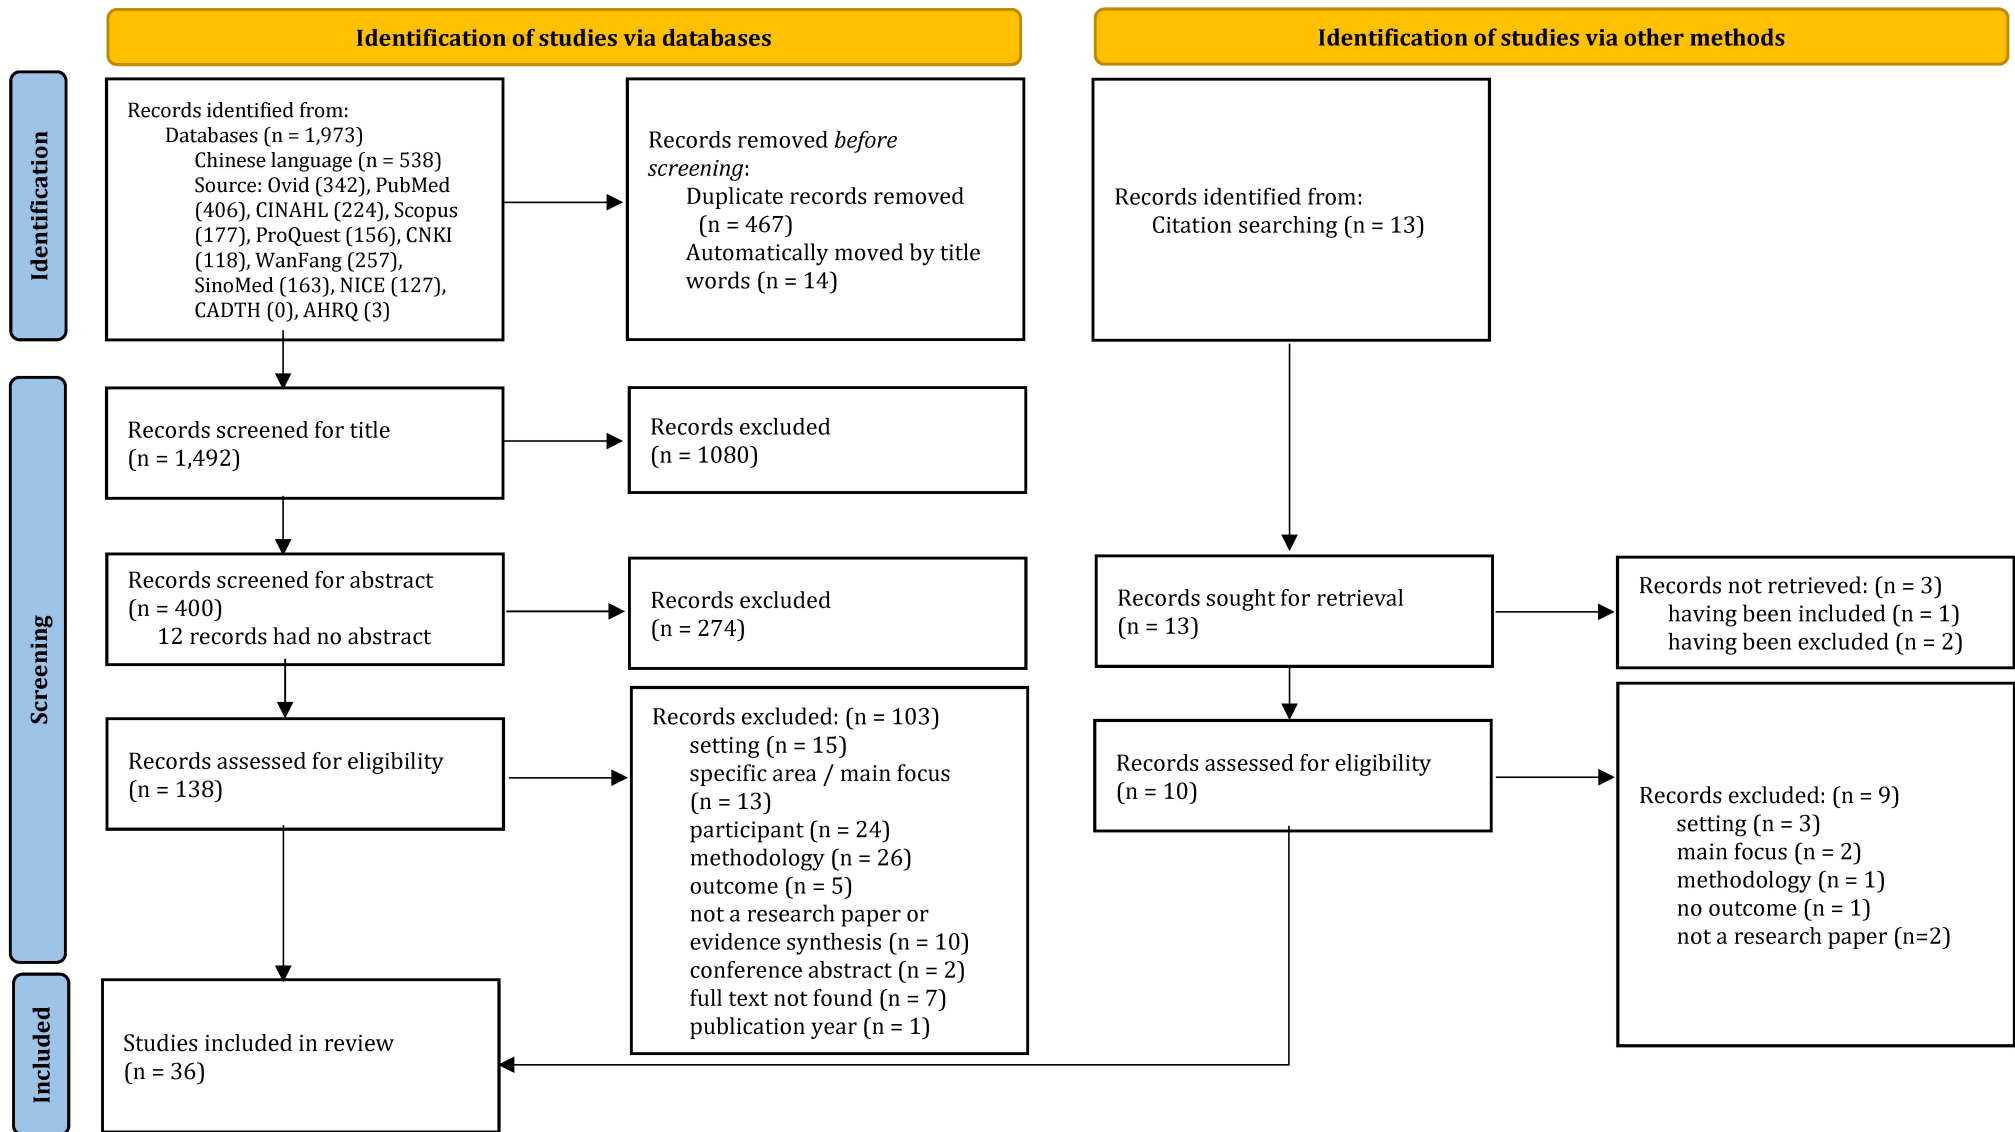 Identification of studies via databases
Identification of studies via other methods
Identification
Records identified from:
Databases (n = 1,973)
Chinese language (n = 538)
Source: Ovid (342), PubMed
(406), CINAHL (224), Scopus
(177), ProQuest (156), CNKI
(118), WanFang (257),
SinoMed (163), NICE (127),
CADTH (0), AHRQ (3)
Records removed before
screening:
Duplicate records removed
(n = 467)
Automatically moved by title
words (n = 14)
Records identified from:
Citation searching (n = 13)
Screening
Records screened for title
(n = 1,492)
Records excluded
(n = 1080)
Records screened for abstract
(n = 400)
12 records had no abstract
Records excluded
(n = 274)
Records sought for retrieval
(n = 13)
Records not retrieved: (n = 3)
having been included (n = 1)
having been excluded (n = 2)
Records assessed for eligibility
(n = 138)
Records excluded: (n = 103)
setting (n = 15)
specific area / main focus
(n = 13)
participant (n = 24)
methodology (n = 26)
outcome (n = 5)
not a research paper or
evidence synthesis (n = 10)
conference abstract (n = 2)
full text not found (n = 7)
publication year (n = 1)
Records assessed for eligibility
(n = 10)
Records excluded: (n = 9)
setting (n = 3)
main focus (n = 2)
methodology (n = 1)
no outcome (n = 1)
not a research paper (n=2)
Included
Studies included in review
(n = 36)